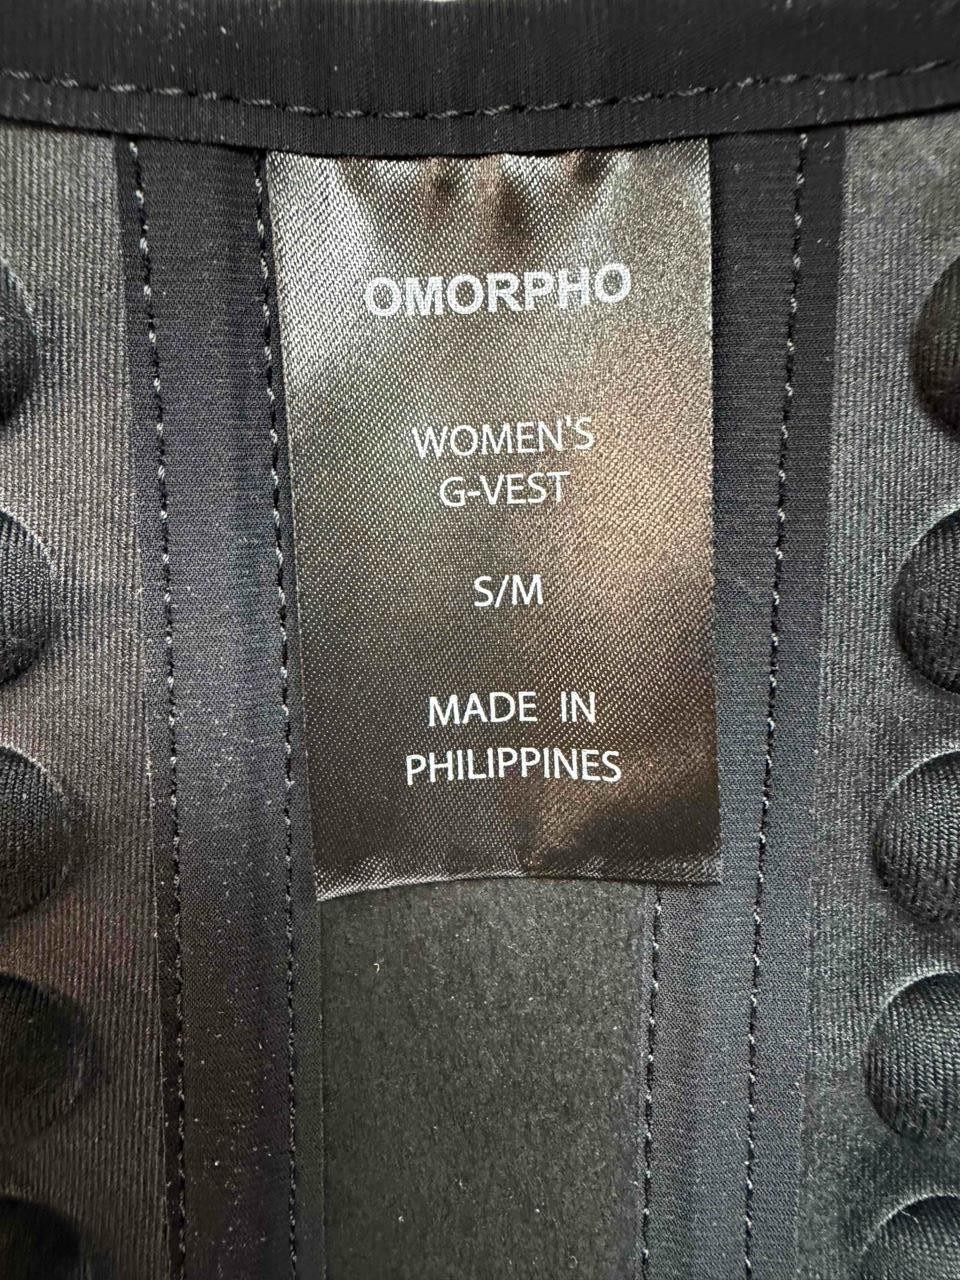 OMORPHO
WOMEN'S
G-VEST
S/M
MADE IN
PHILIPPINES